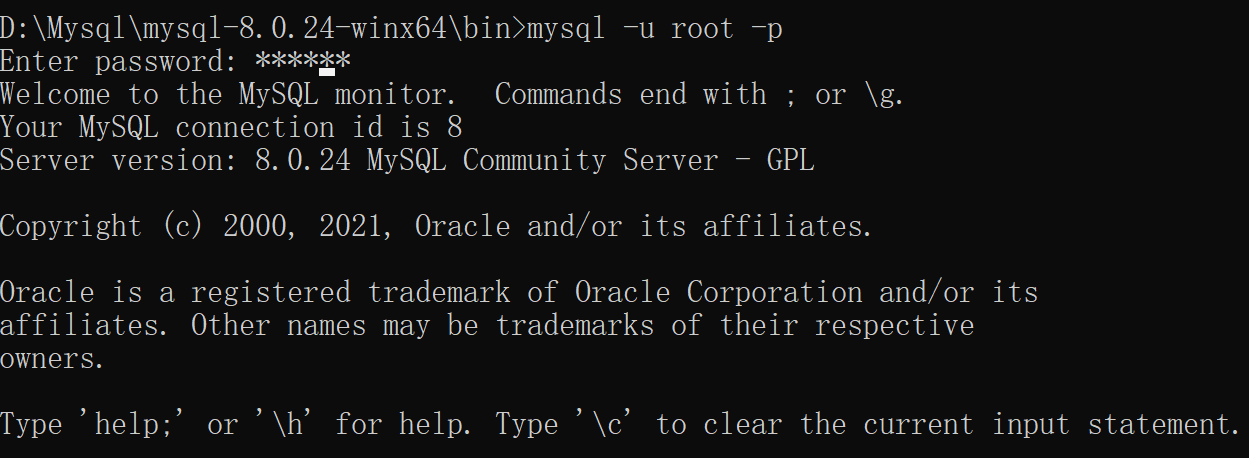 D:\Mysql\mysql-8.0.24-winx64\bin>mysql -u root -p
Enter password: ******
Welcome to the MySQL monitor.  Commands end with ; or \g.
Your MySQL connection id is 8
Server version: 8.0.24 MySQL Community Server - GPL
Copyright (c) 2000, 2021, Oracle and/or its affiliates.
Oracle is a registered trademark of Oracle Corporation and/or its
affiliates. Other names may be trademarks of their respective
owners.
Type 'help;' or '\h' for help. Type '\c' to clear the current input statement.